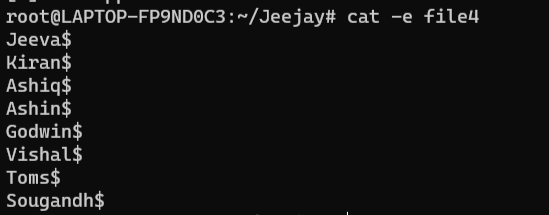 root@LAPTOP-FP9ND0C3:~/Jeejay# cat -e file4
Jeeva$
Kiran$
Ashiq$
Ashin$
Godwin$
Vishal$
Toms$
Sougandh$